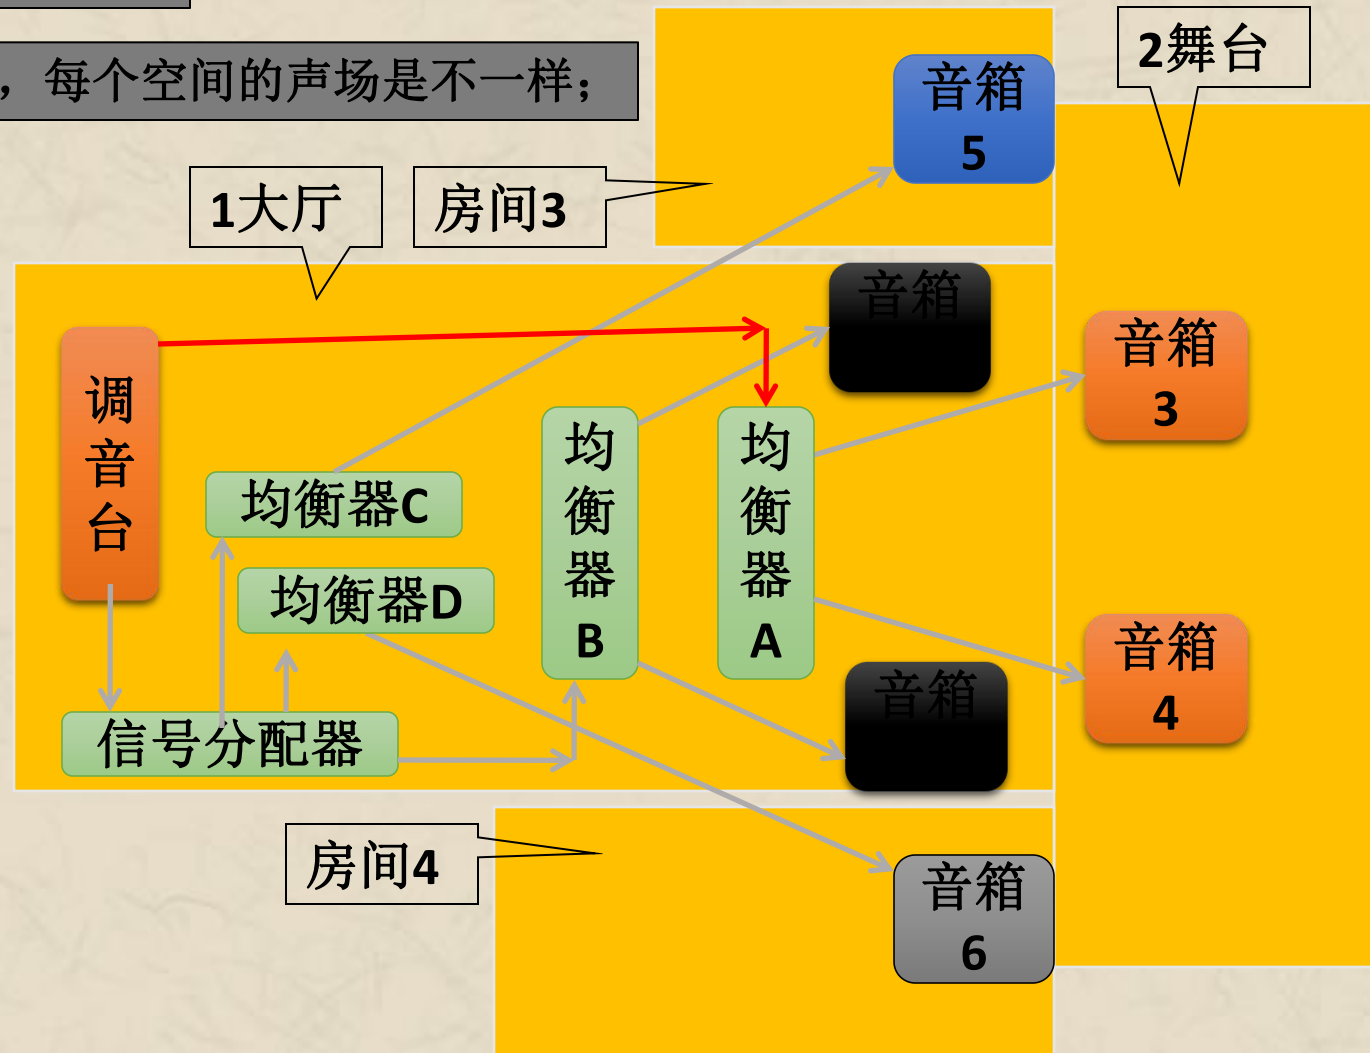 ，每个空间的声场是不一样；
2舞台
音箱
5
1大厅
房间3
音箱
音箱
3
调
音
台
均
衡
器
B
均
衡
器
A
均衡器C
均衡器D
音箱
4
音箱
信号分配器
房间4
音箱
6